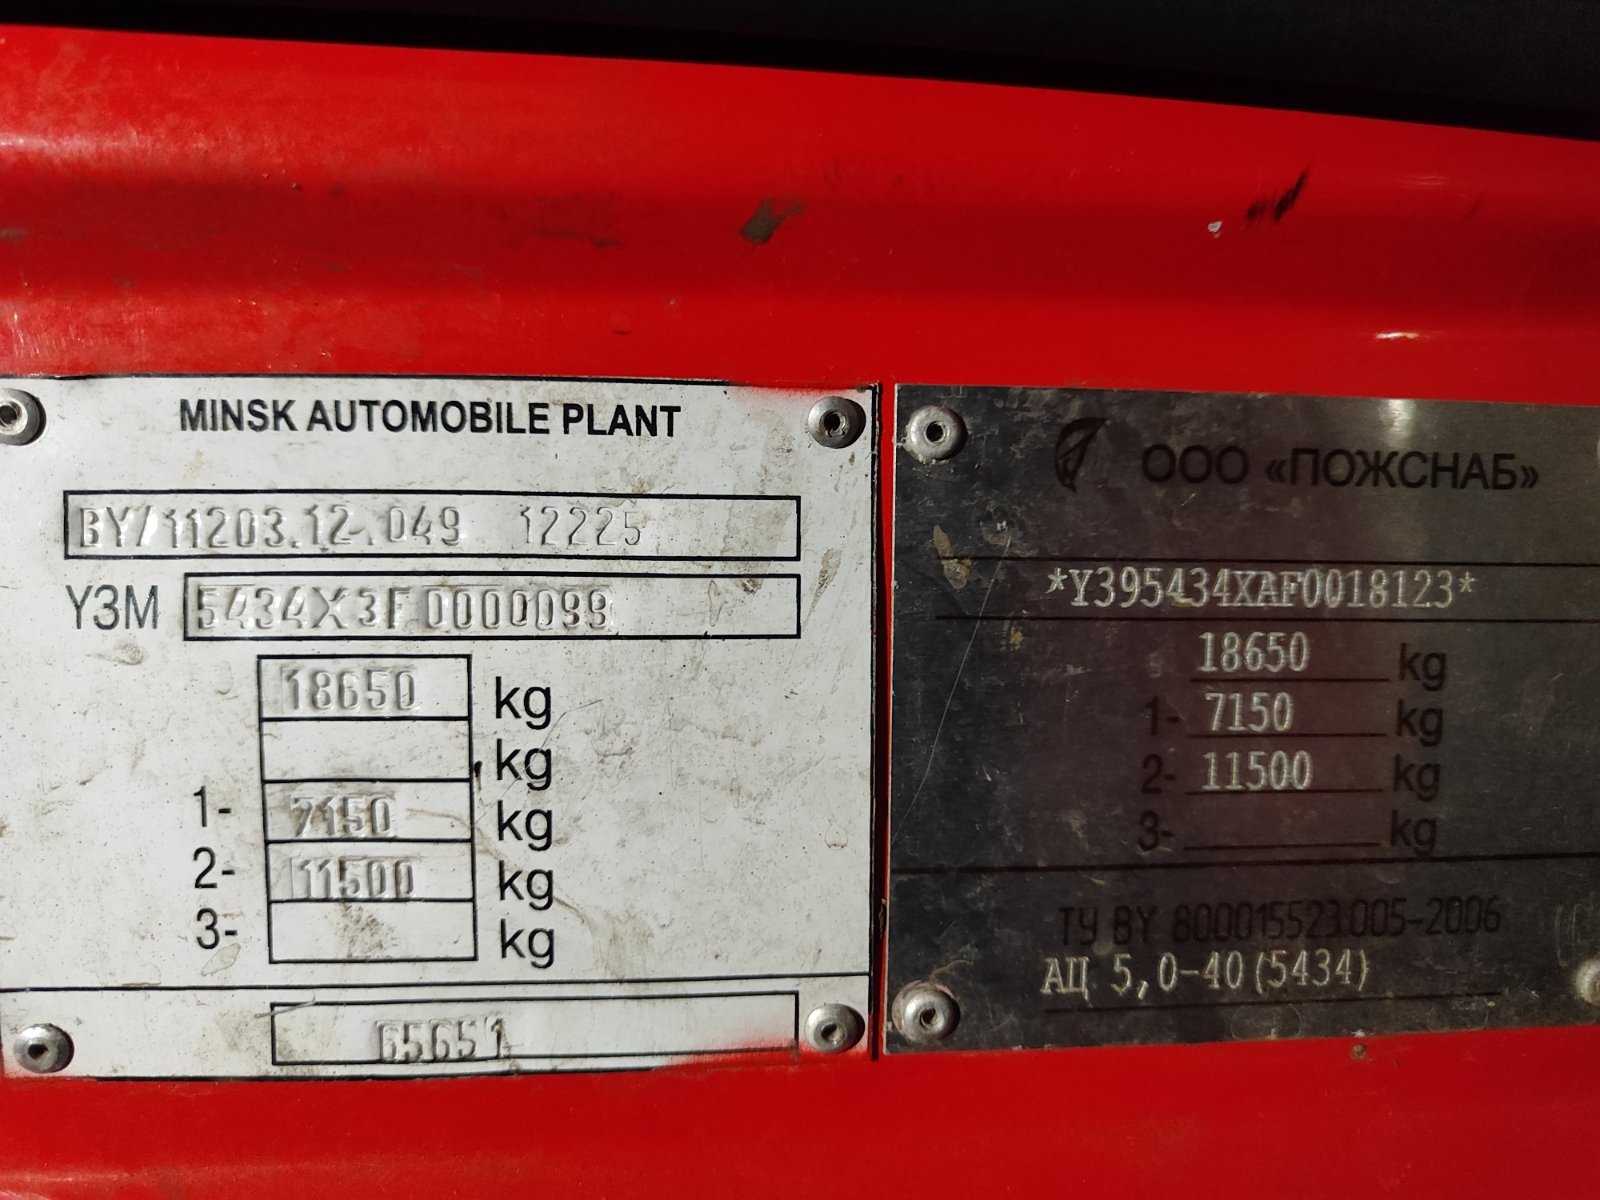 MINSK AUTOMOBILE PLANT
BY/11203.12.049 12225
Y3M 5434X3F0000099
18650 kg
kg
1- 7150 kg
2- 11500 kg
3- kg
65651
ООО «ПОЖСНАБ»
*Y395434XAF0018123*
18650 kg
1- 7150 kg
2- 11500 kg
3- kg
ТУ BY 800015523.005-2006
АЦ 5,0-40(5434)